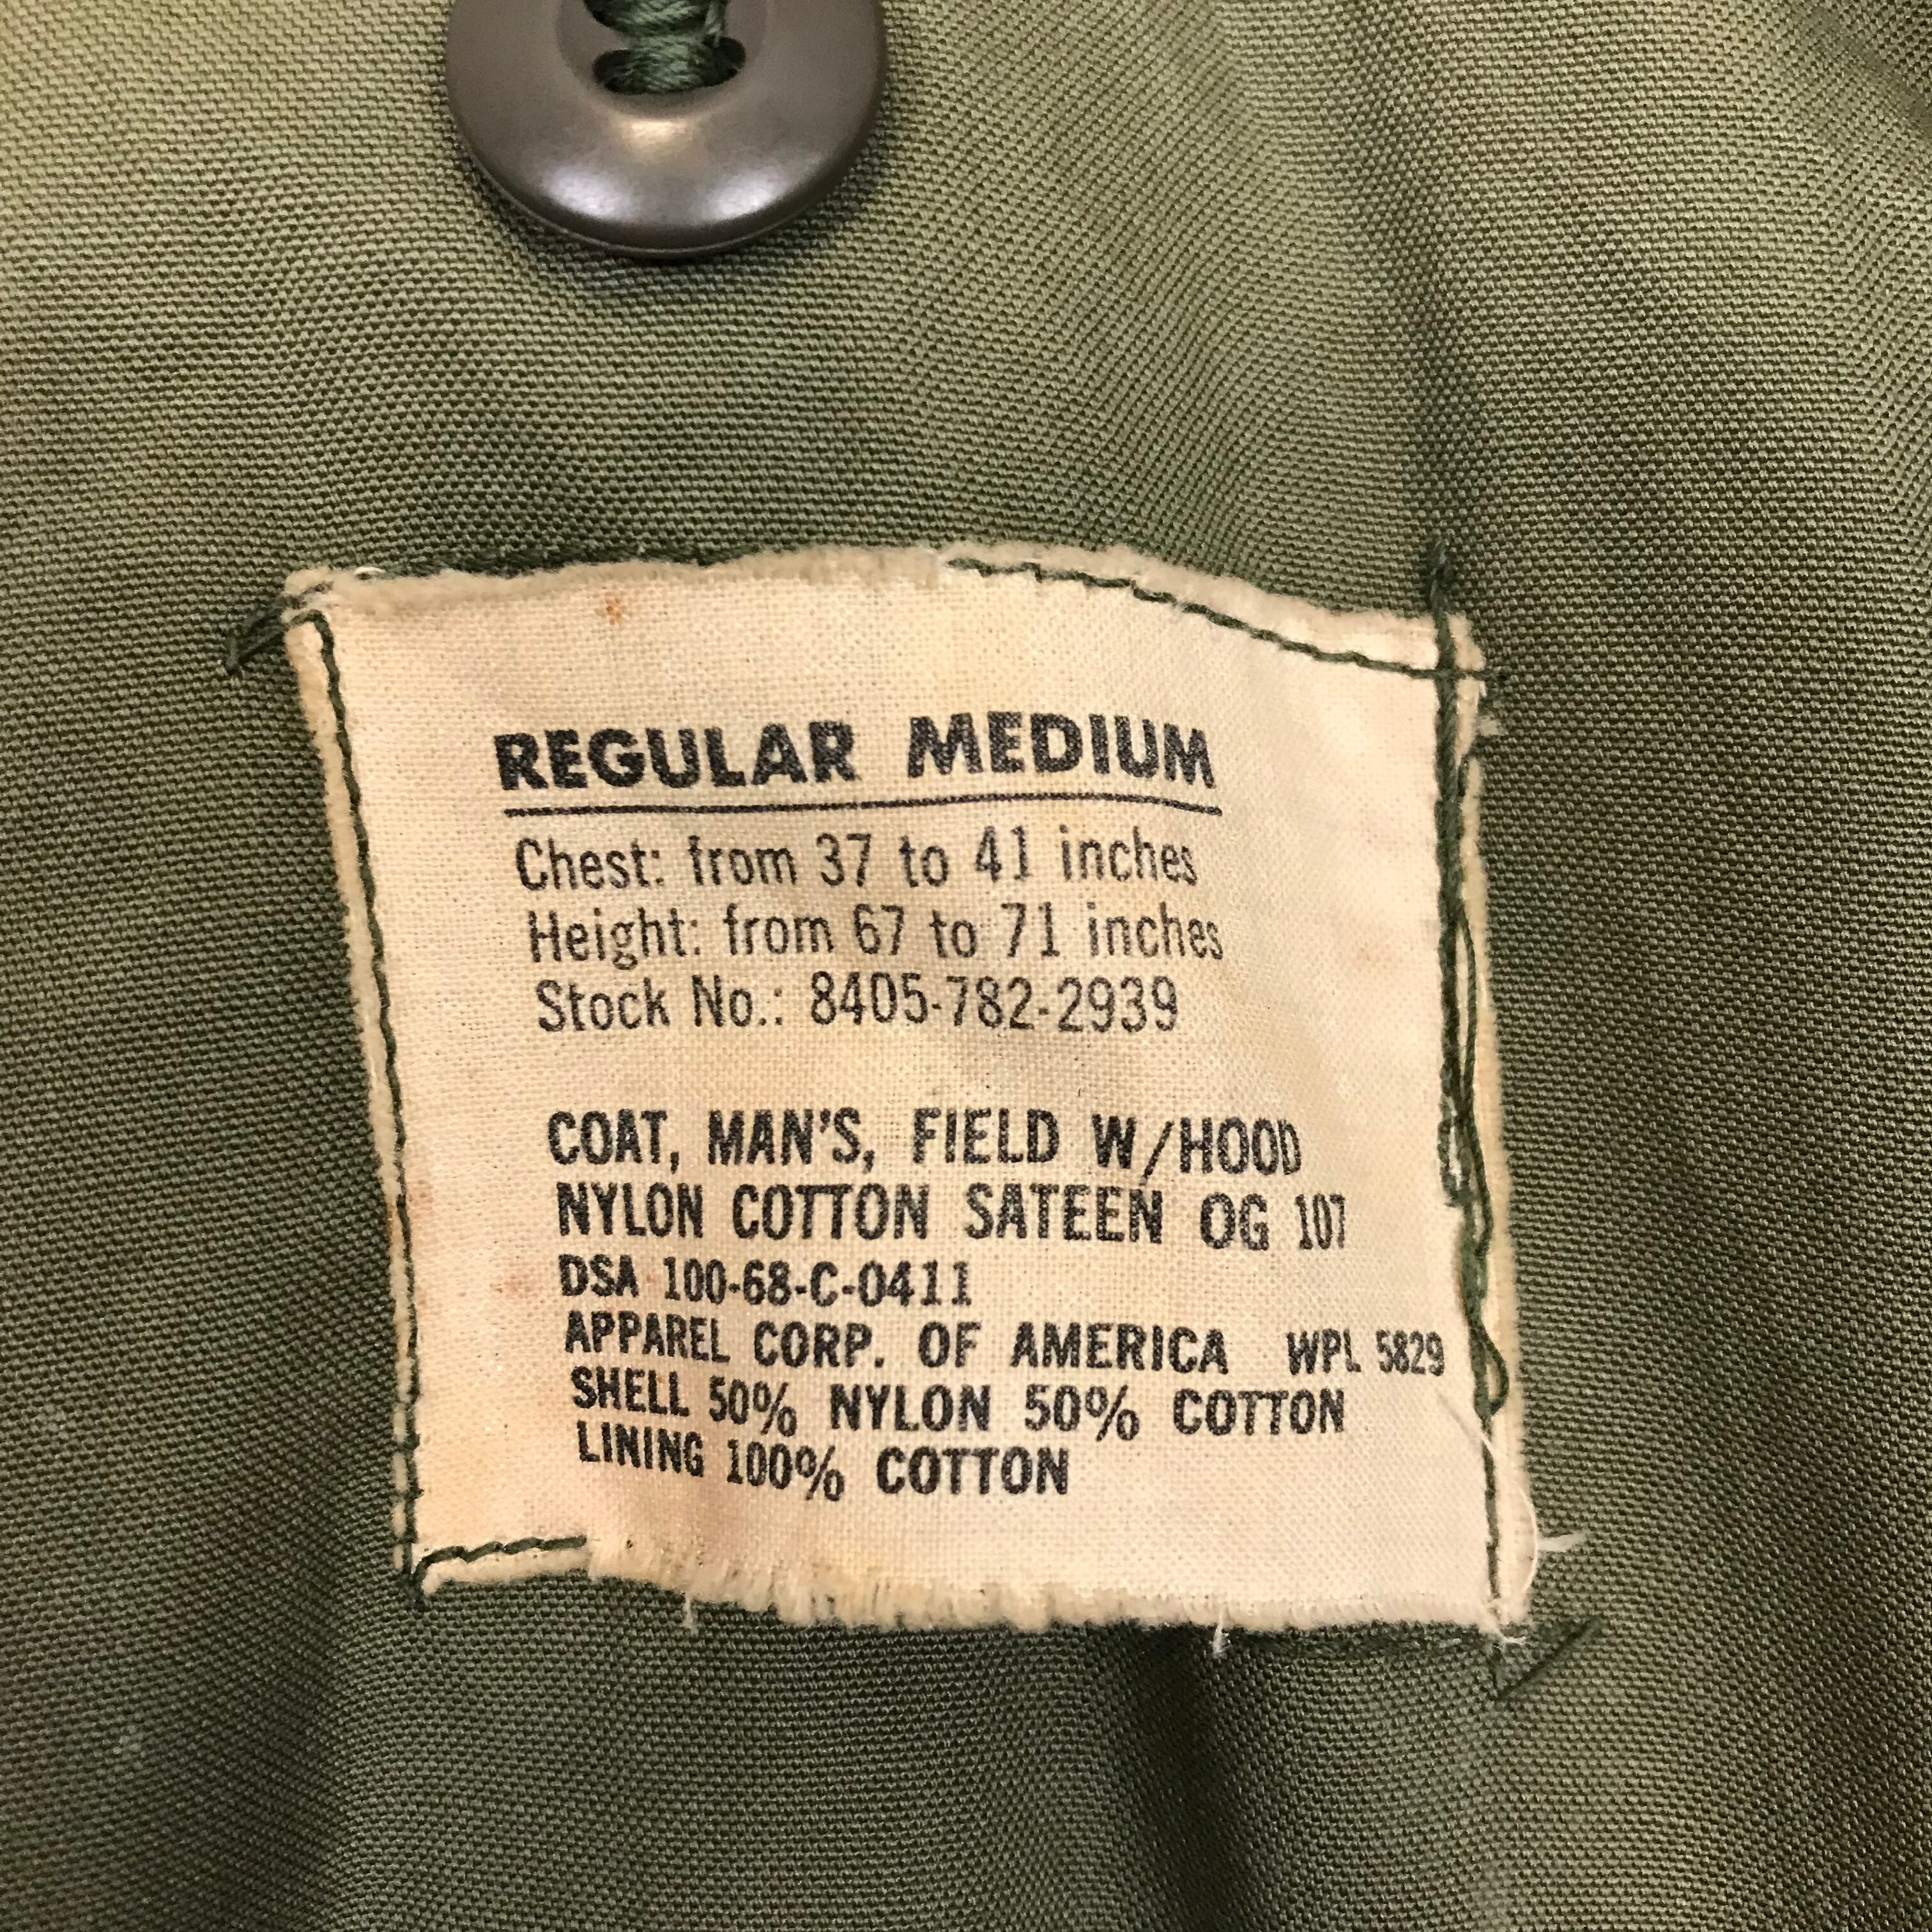 REGULAR MEDIUM
Chest: from 37 to 41 inches
Height: from 67 to 71 inches
Stock No.: 8405-782-2939
COAT, MAN'S, FIELD W/HOOD
NYLON COTTON SATEEN OG 107
DSA 100-68-C-0411
APPAREL CORP. OF AMERICA WPL 5829
SHELL 50% NYLON 50% COTTON
LINING 100% COTTON